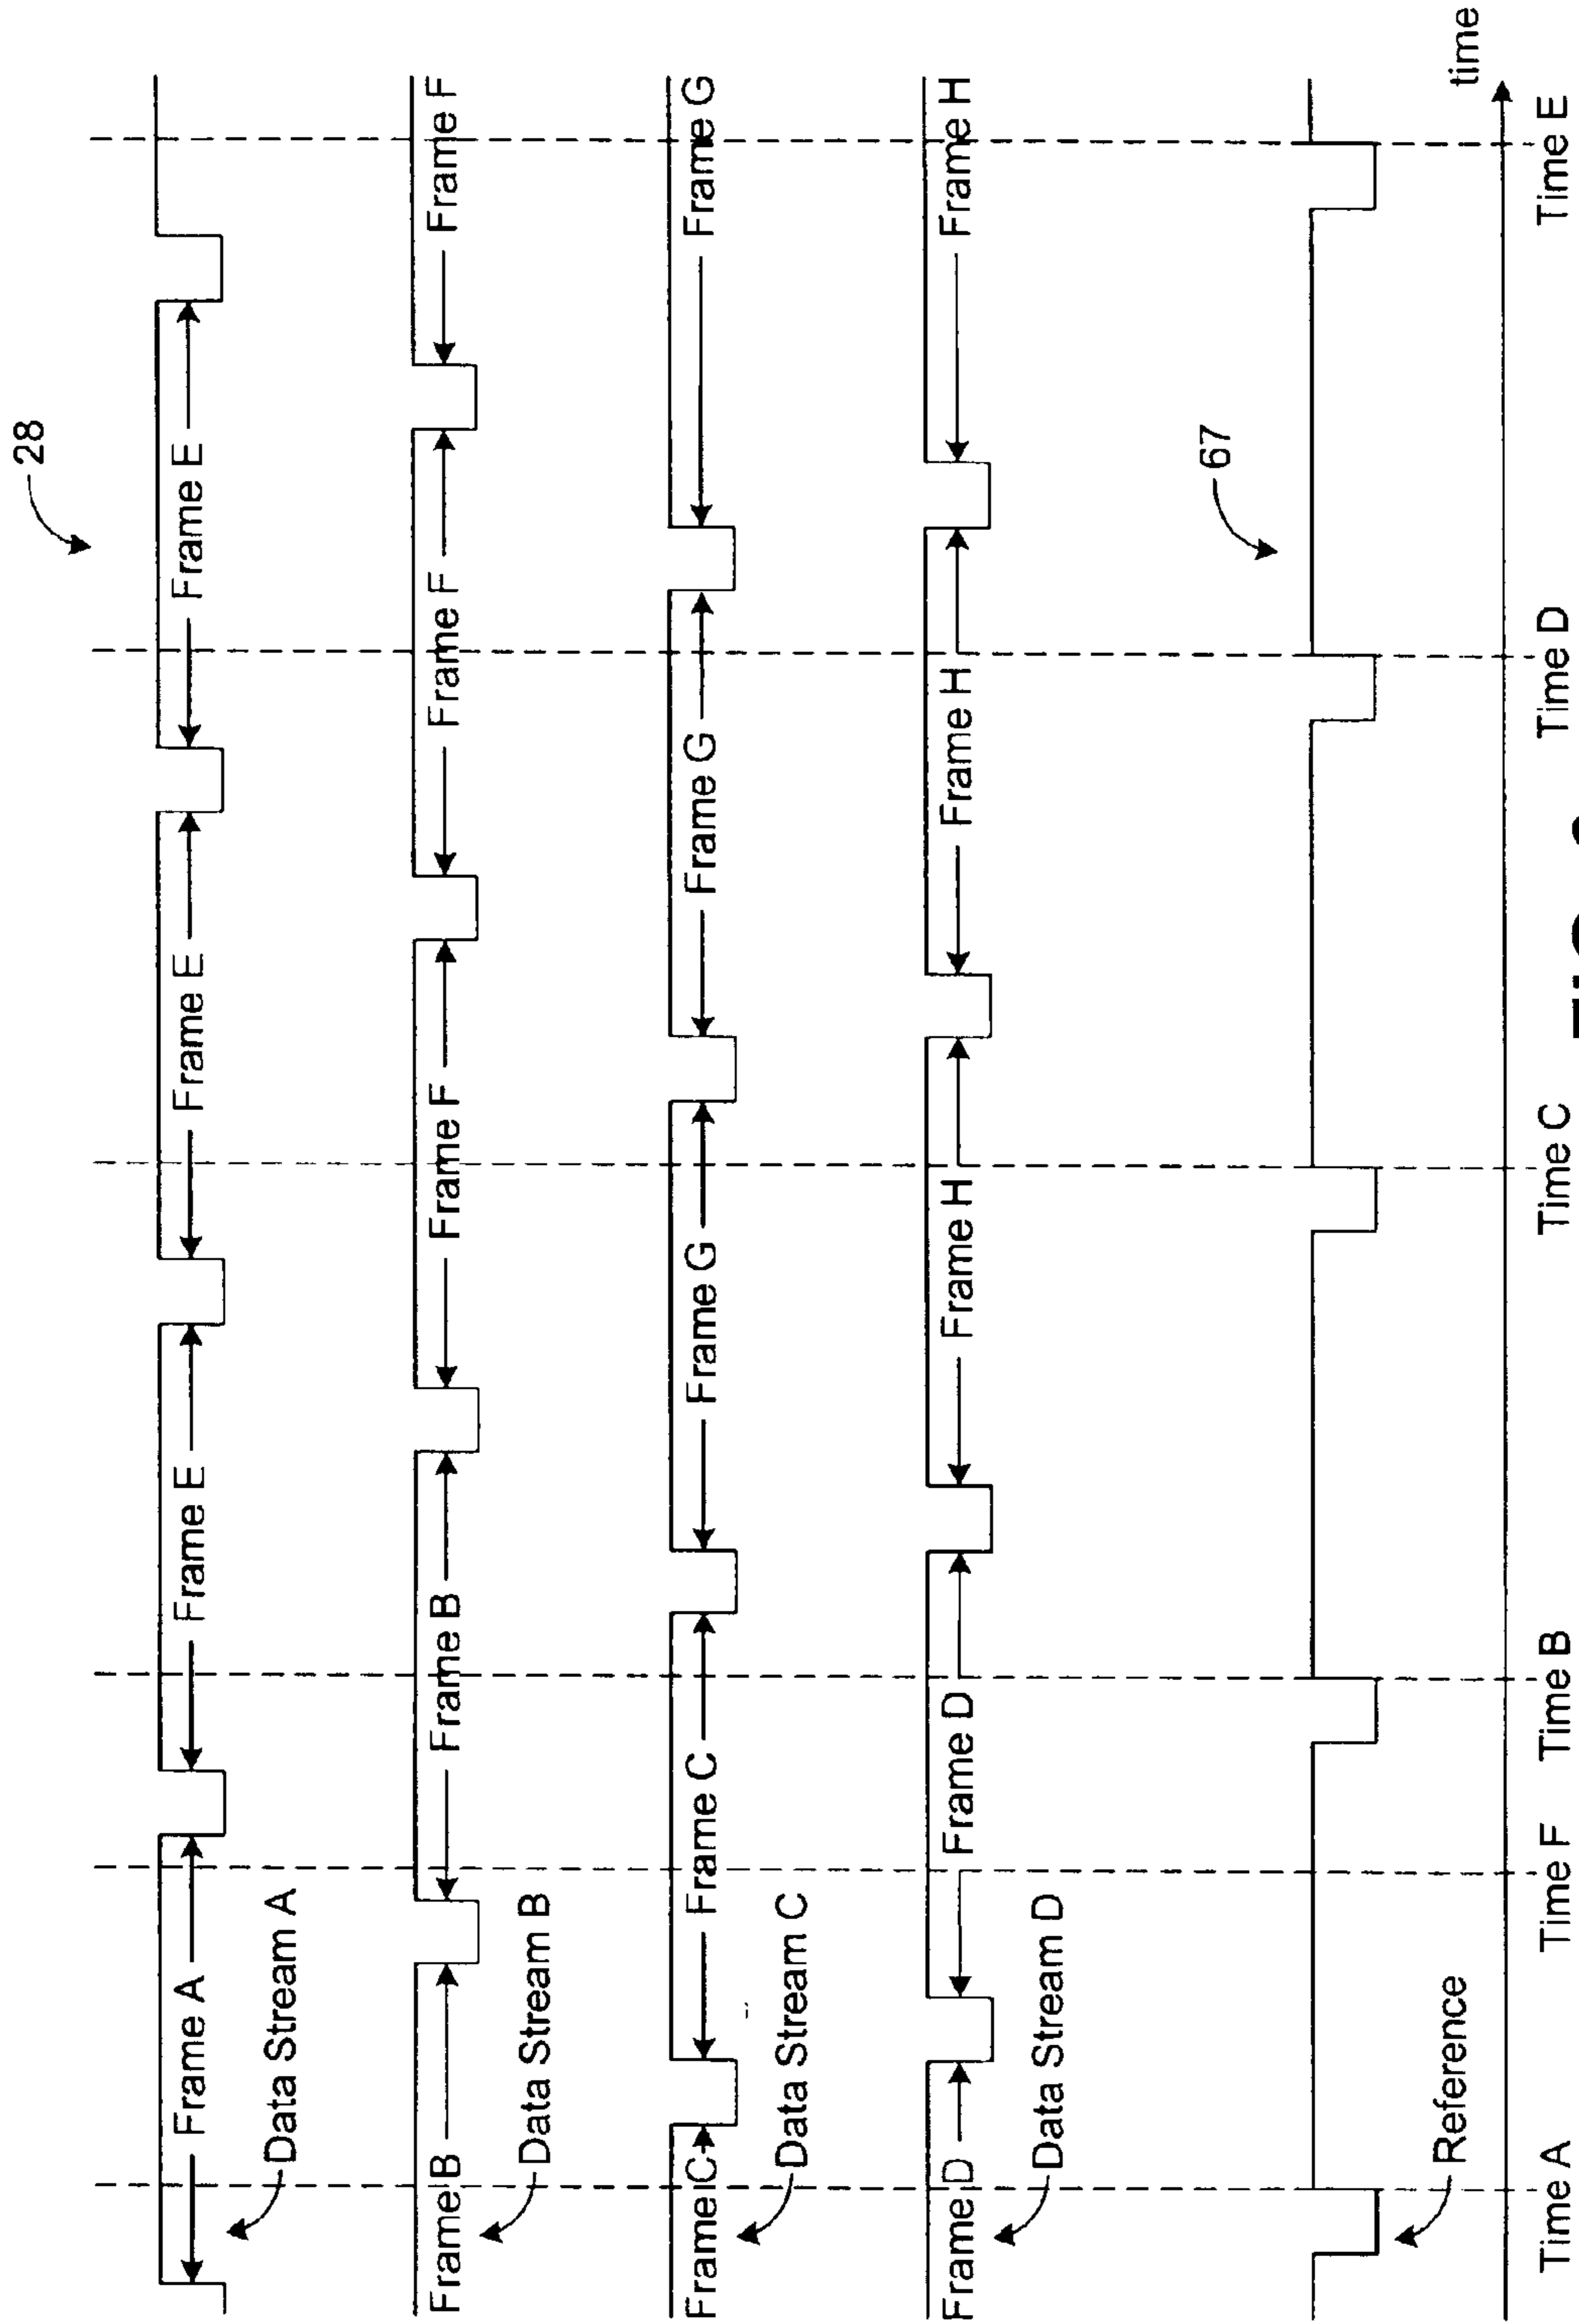 28
Frame A Frame E Frame E Frame E
Data Stream A
Frame B Frame B Frame F Frame F Frame F
Data Stream B
Frame C Frame C Frame G Frame G Frame G
Data Stream C
Frame D Frame D Frame H Frame H Frame H
Data Stream D
67
Reference
time
Time A Time F Time B Time C Time D Time E